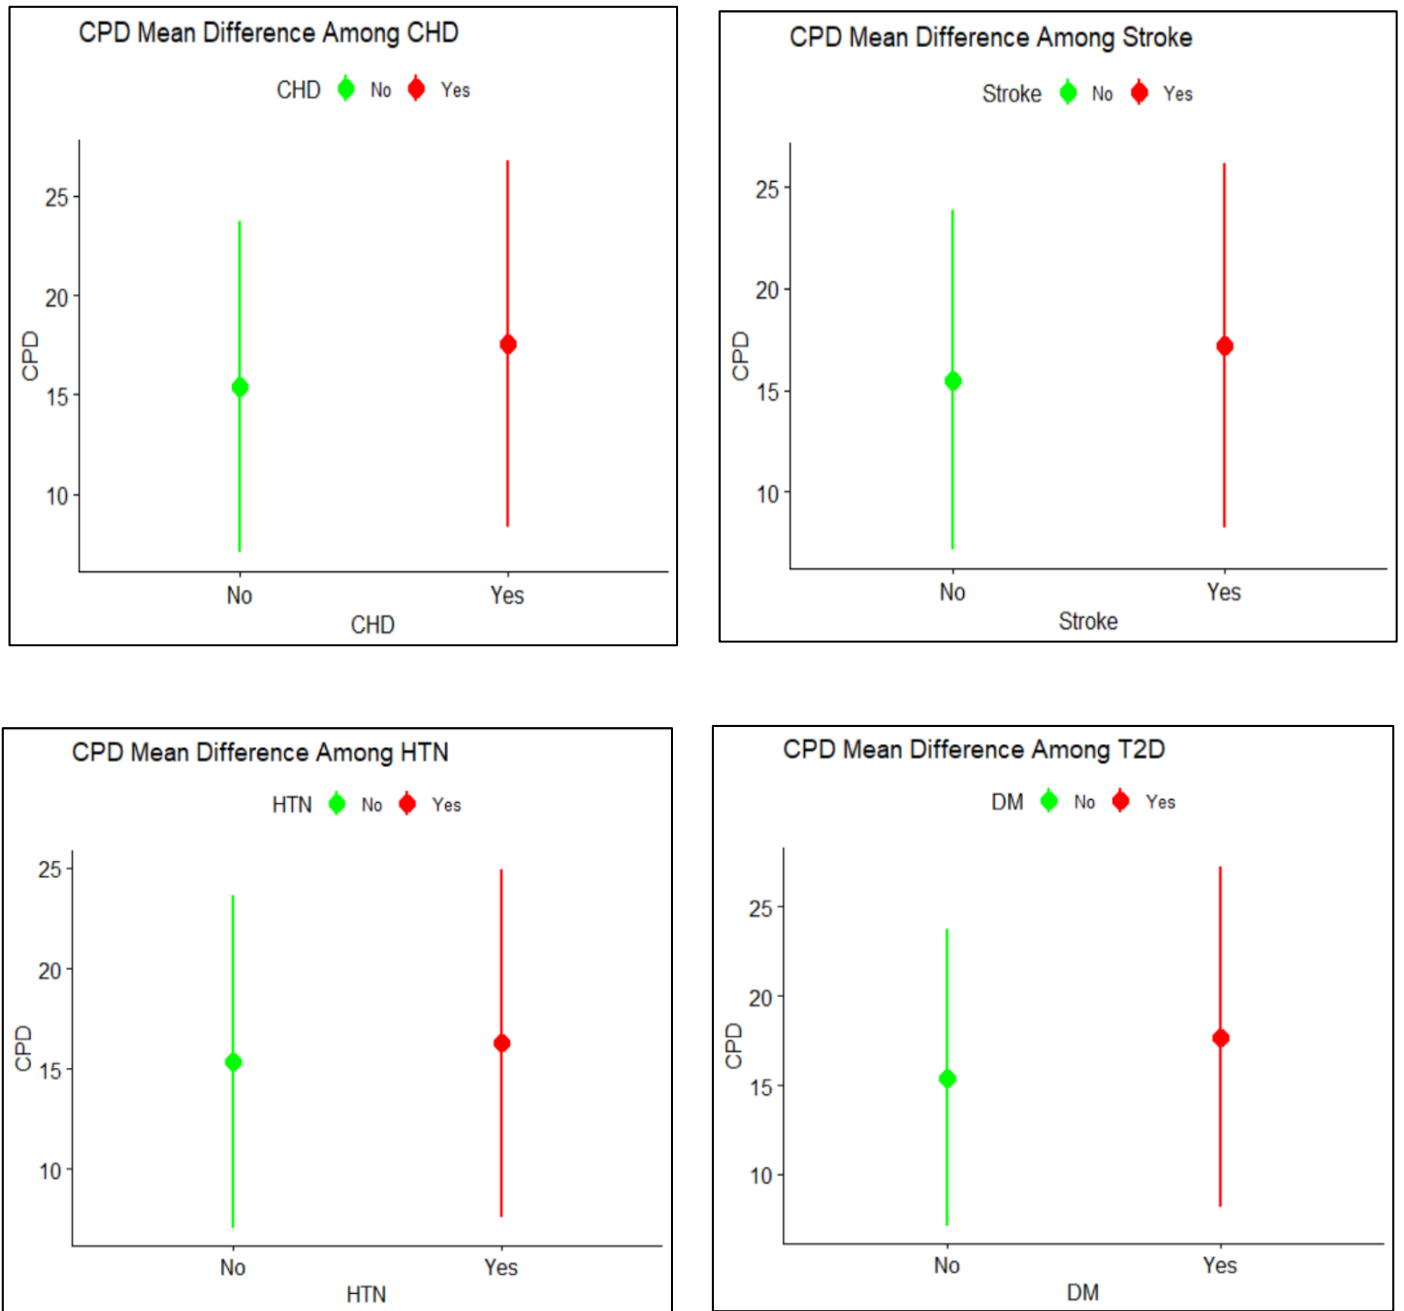 CPD Mean Difference Among CHD
CHD No Yes
25
20
15
10
CPD
No Yes
CHD
CPD Mean Difference Among Stroke
Stroke No Yes
25
20
15
10
CPD
No Yes
Stroke
CPD Mean Difference Among HTN
HTN No Yes
25
20
15
10
CPD
No Yes
HTN
CPD Mean Difference Among T2D
DM No Yes
25
20
15
10
CPD
No Yes
DM